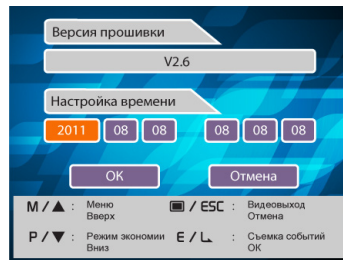 Версия прошивки
V2.6
Настройка времени
2011 08 08 08 08 08
OK Отмена
M / ▲ : Меню Вверх
/ ESC : Видеовыход Отмена
P / ▼ : Режим экономии Вниз
E / : Съемка событий OK